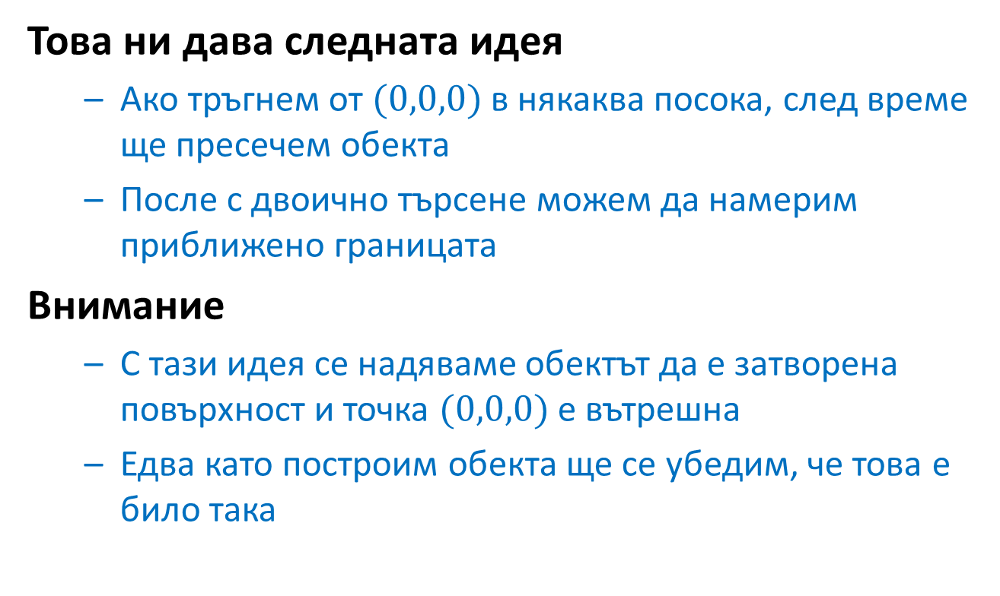 Това ни дава следната идея
– Ако тръгнем от (0,0,0) в някаква посока, след време
ще пресечем обекта
– После с двоично търсене можем да намерим
приближено границата
Внимание
– С тази идея се надяваме обектът да е затворена
повърхност и точка (0,0,0) е вътрешна
– Едва като построим обекта ще се убедим, че това е
било така